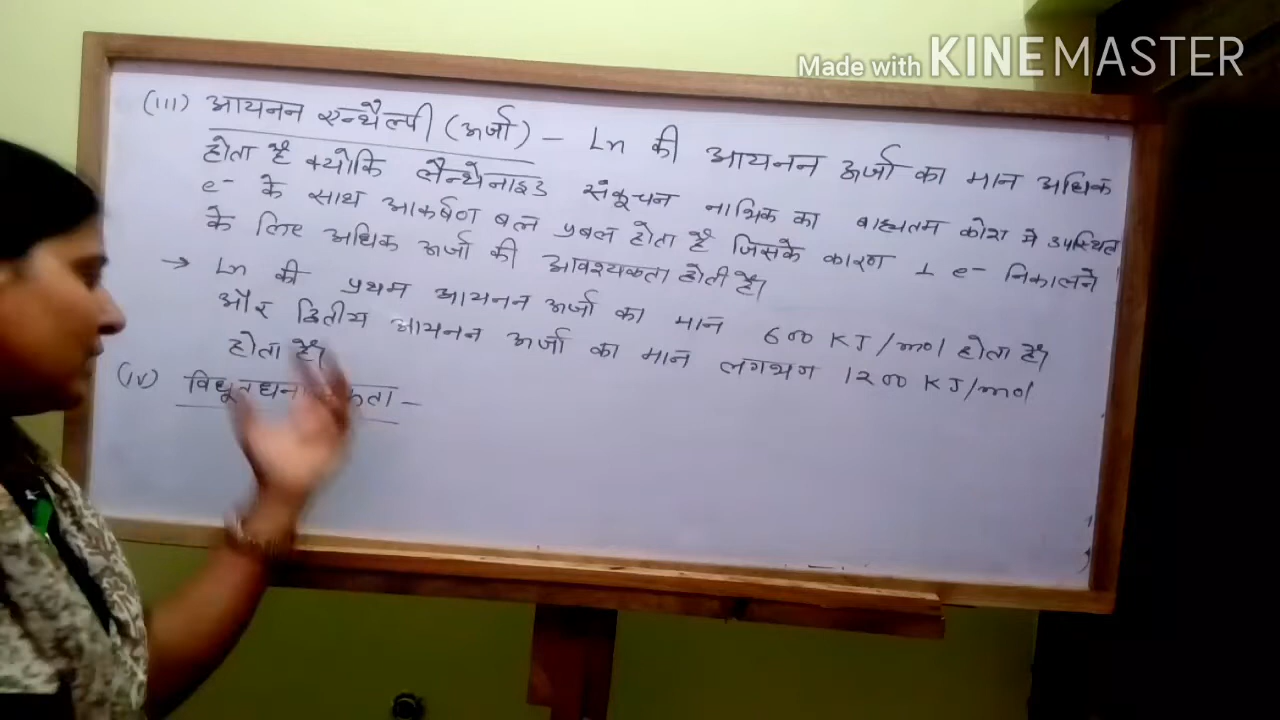 Made with KINEMASTER
(iii) आयनन एन्थैल्पी (ऊर्जा) – Ln की आयनन ऊर्जा का मान अधिक
होता है क्योकि लैन्थेनाइड संकूचन नाभिक का बाह्यतम कोश मे उपस्थित
e⁻ के साथ आकर्षण बल प्रबल होता है जिसके कारण 1 e⁻ निकालने
के लिए अधिक ऊर्जा की आवश्यकता होती है।
→ Ln की प्रथम आयनन ऊर्जा का मान 600 KJ/mol होता है।
और द्वितीय आयनन ऊर्जा का मान लगभग 1200 KJ/mol
होता है।
(iv)